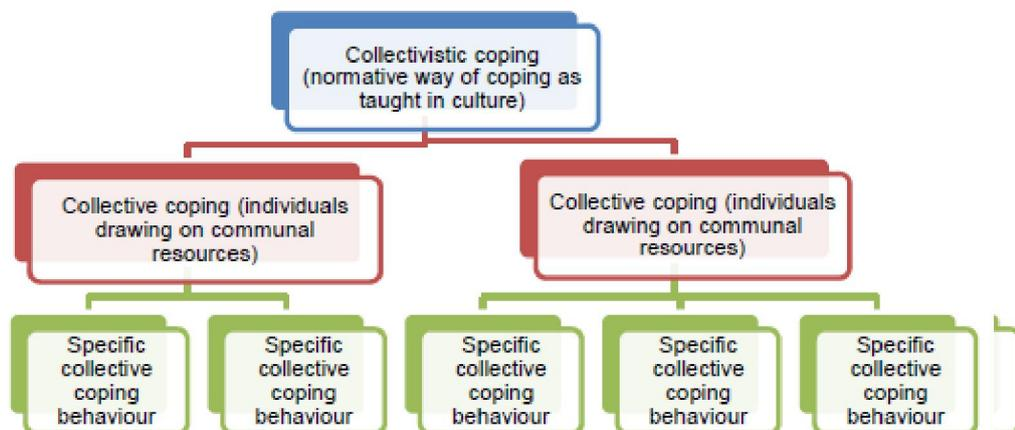 Collectivistic coping
(normative way of coping as
taught in culture)
Collective coping (individuals
drawing on communal
resources)
Collective coping (individuals
drawing on communal
resources)
Specific
collective
coping
behaviour
Specific
collective
coping
behaviour
Specific
collective
coping
behaviour
Specific
collective
coping
behaviour
Specific
collective
coping
behaviour